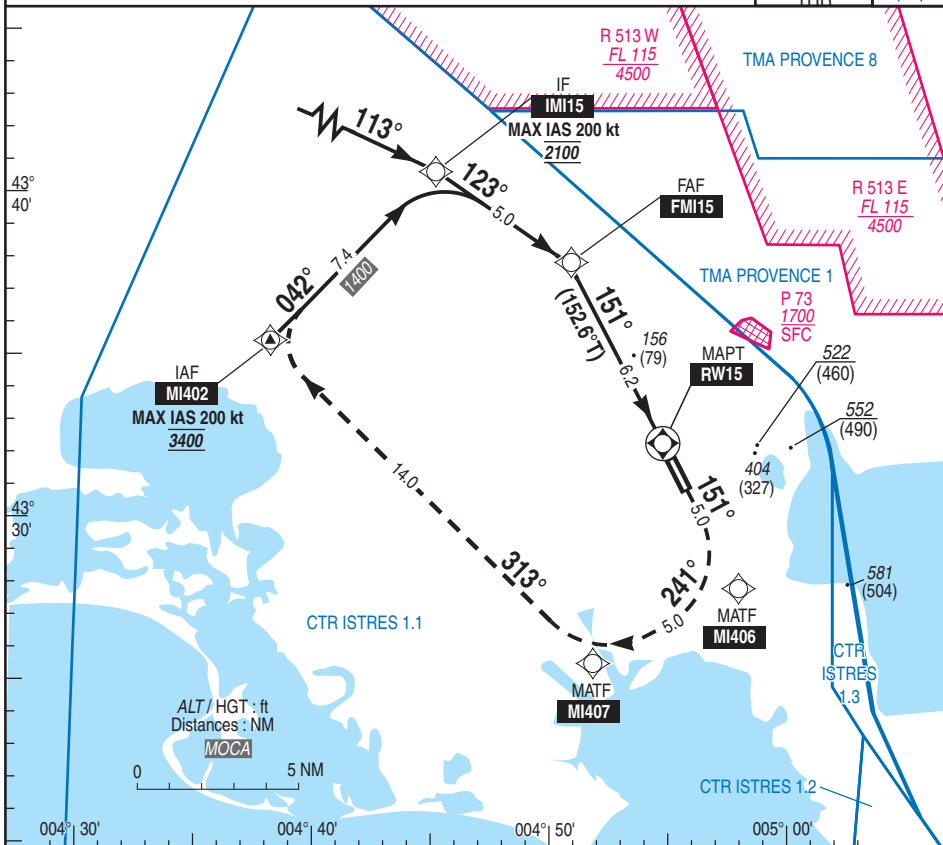 R 513 W
FL 115
4500
TMA PROVENCE 8
IF
IMI15
MAX IAS 200 kt
2100
113°
123°
5.0
43°
40'
FAF
FMI15
R 513 E
FL 115
4500
TMA PROVENCE 1
P 73
1700
SFC
7.4
1400
042°
151°
(152.6°T)
6.2
156
(79)
MAPT
RW15
522
(460)
552
(490)
404
(327)
IAF
MI402
MAX IAS 200 kt
3400
14.0
43°
30'
151°
5.0
313°
241°
5.0
581
(504)
MATF
MI406
CTR ISTRES 1.1
CTR
ISTRES
1.3
MATF
MI407
ALT / HGT : ft
Distances : NM
MOCA
0 5 NM
CTR ISTRES 1.2
004° 30' 004° 40' 004° 50' 005° 00'